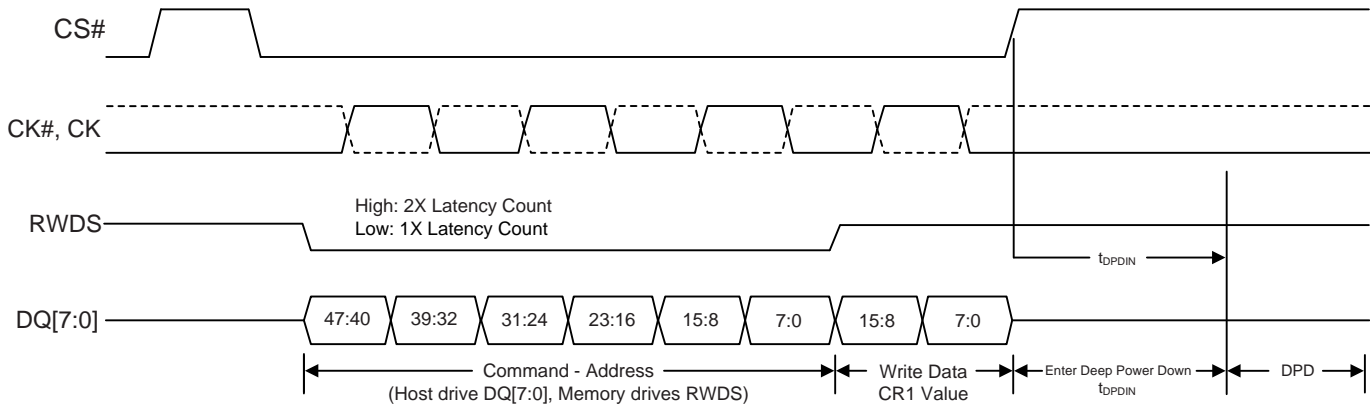 CS#
CK#, CK
High: 2X Latency Count
Low: 1X Latency Count
RWDS
tDPDIN
DQ[7:0]
47:40 39:32 31:24 23:16 15:8 7:0 15:8 7:0
Command - Address
(Host drive DQ[7:0], Memory drives RWDS)
Write Data
CR1 Value
Enter Deep Power Down
tDPDIN
DPD